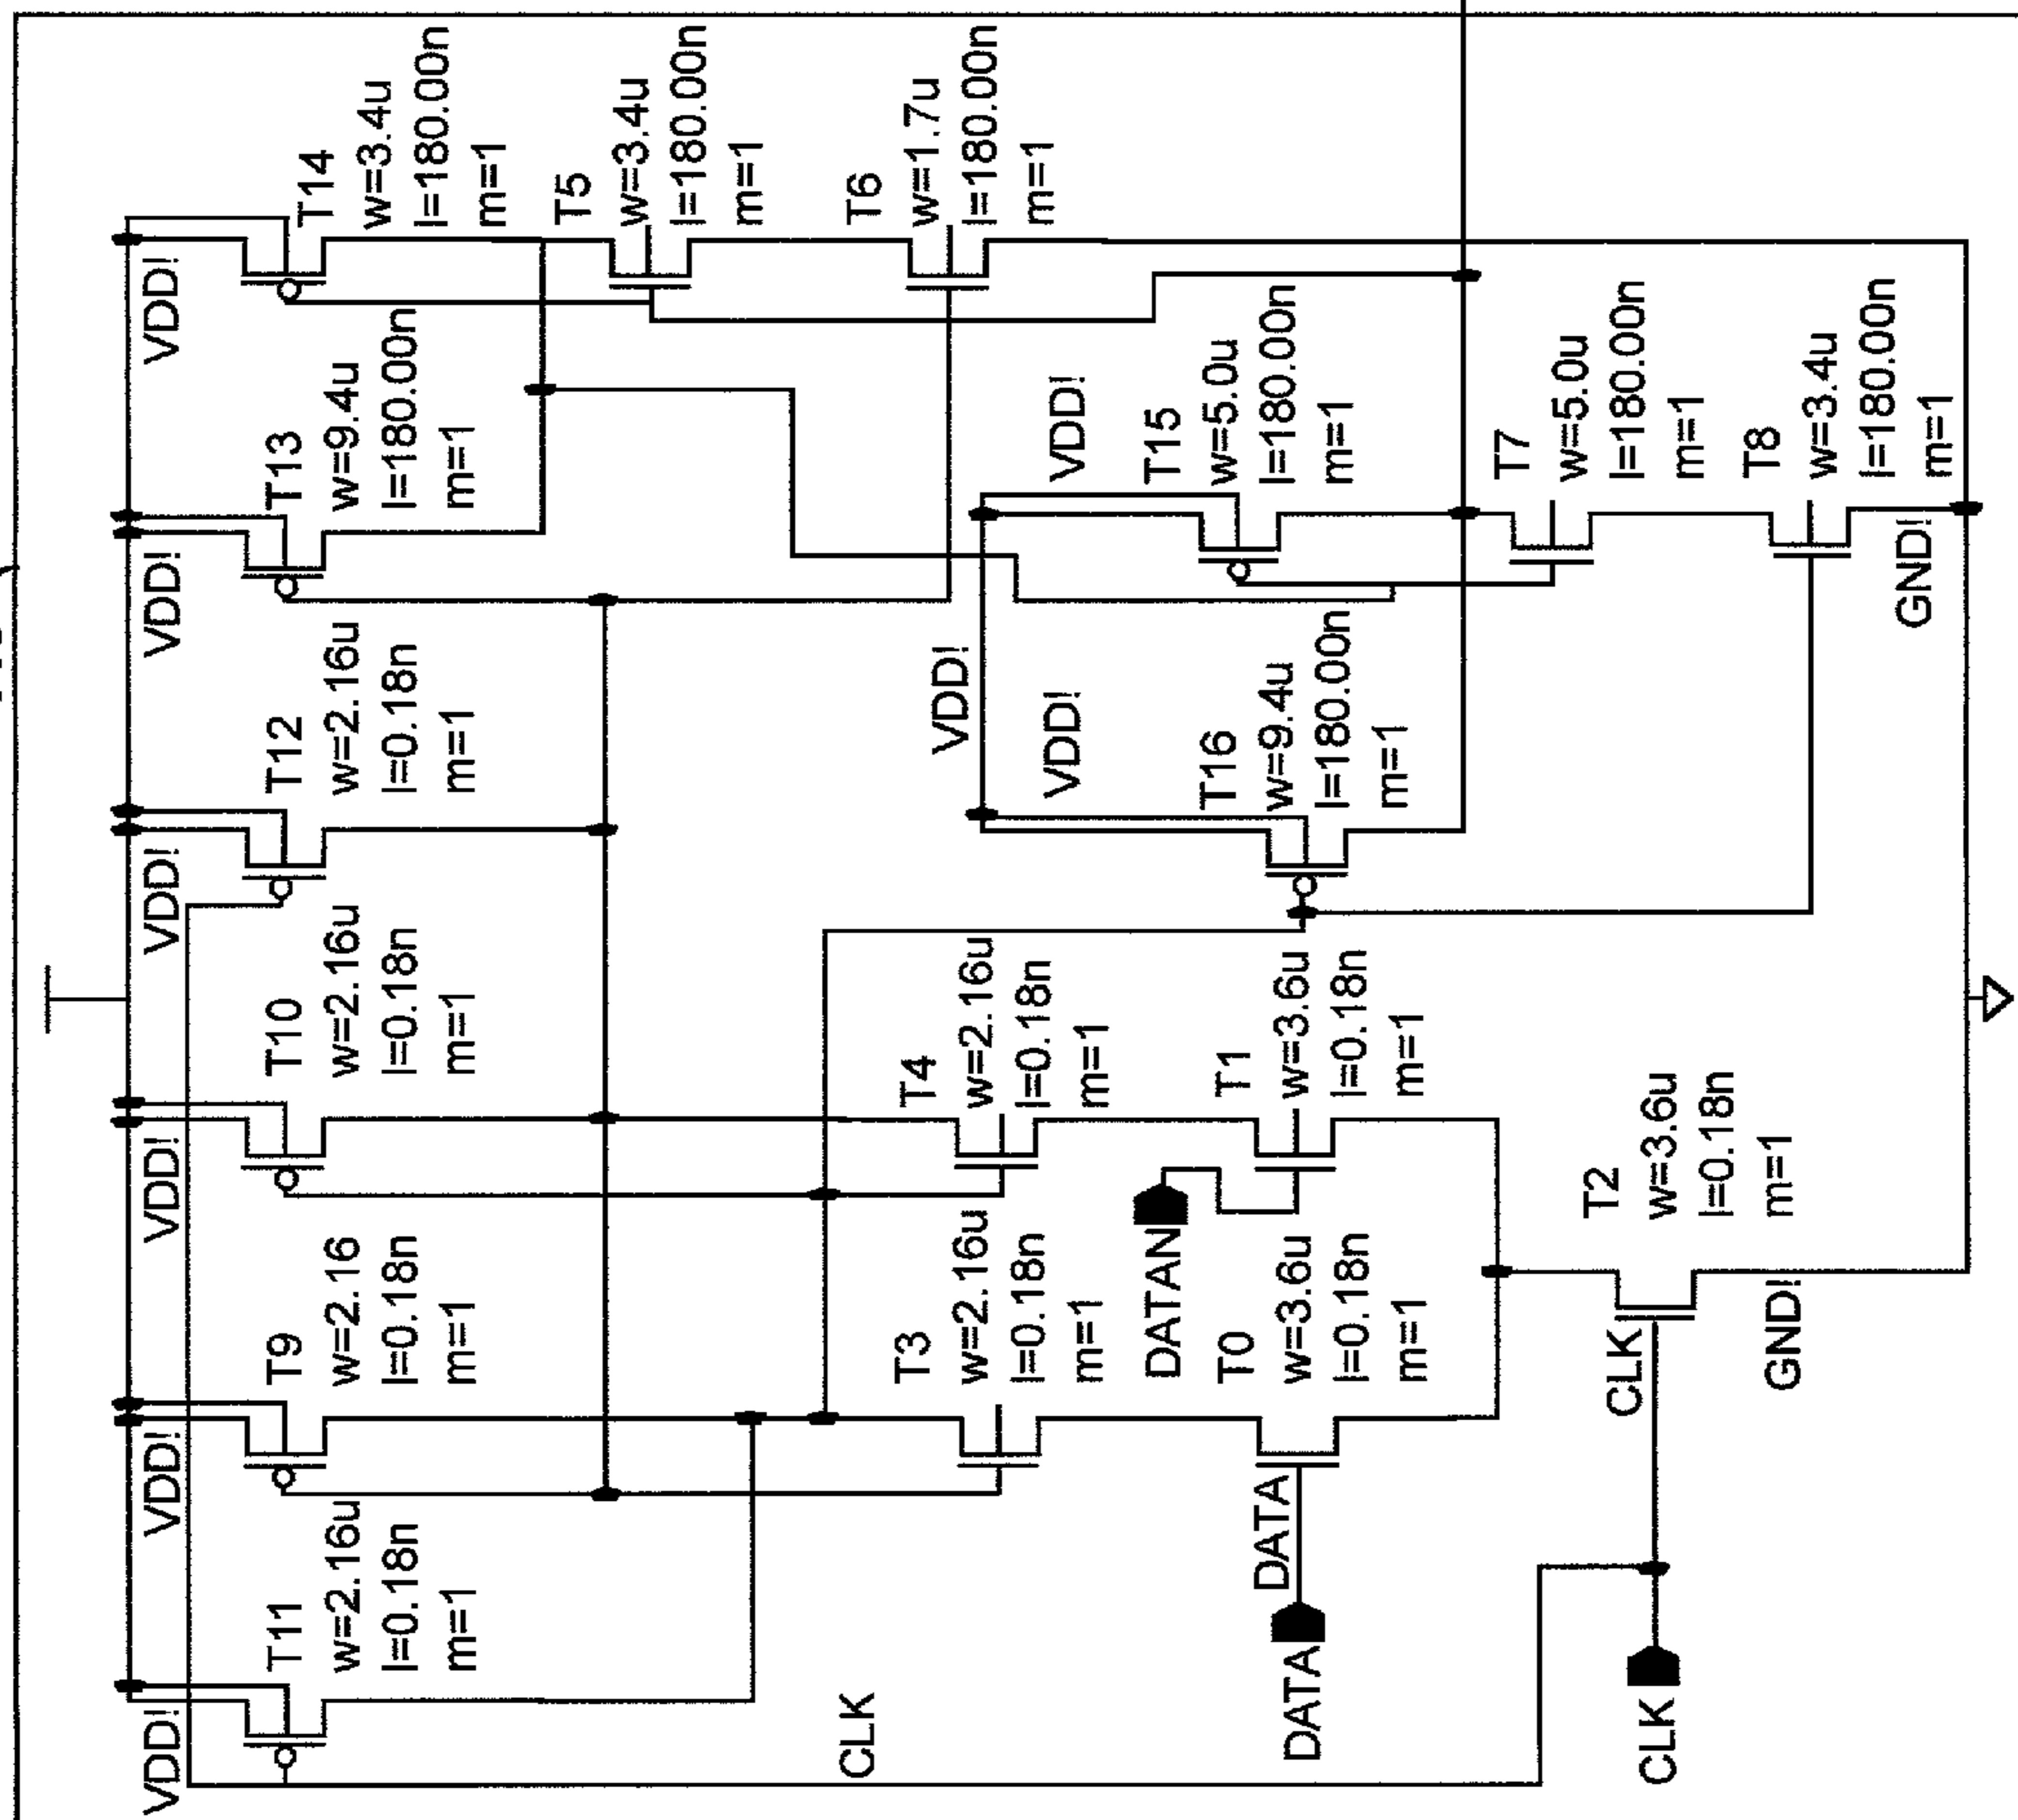 VDD!
T11
w=2.16u
l=0.18n
m=1
VDD!
T9
w=2.16
l=0.18n
m=1
VDD!
T10
w=2.16u
l=0.18n
m=1
VDD!
T12
w=2.16u
l=0.18n
m=1
VDD!
T13
w=9.4u
l=180.00n
m=1
VDD!
T14
w=3.4u
l=180.00n
m=1
T5
w=3.4u
l=180.00n
m=1
T6
w=1.7u
l=180.00n
m=1
CLK
T3
w=2.16u
l=0.18n
m=1
T4
w=2.16u
l=0.18n
m=1
VDD!
VDD!
T16
w=9.4u
l=180.00n
m=1
VDD!
T15
w=5.0u
l=180.00n
m=1
DATAN
DATA
DATA
T0
w=3.6u
l=0.18n
m=1
T1
w=3.6u
l=0.18n
m=1
T7
w=5.0u
l=180.00n
m=1
CLK
CLK
T2
w=3.6u
l=0.18n
m=1
GND!
T8
w=3.4u
l=180.00n
m=1
GND!